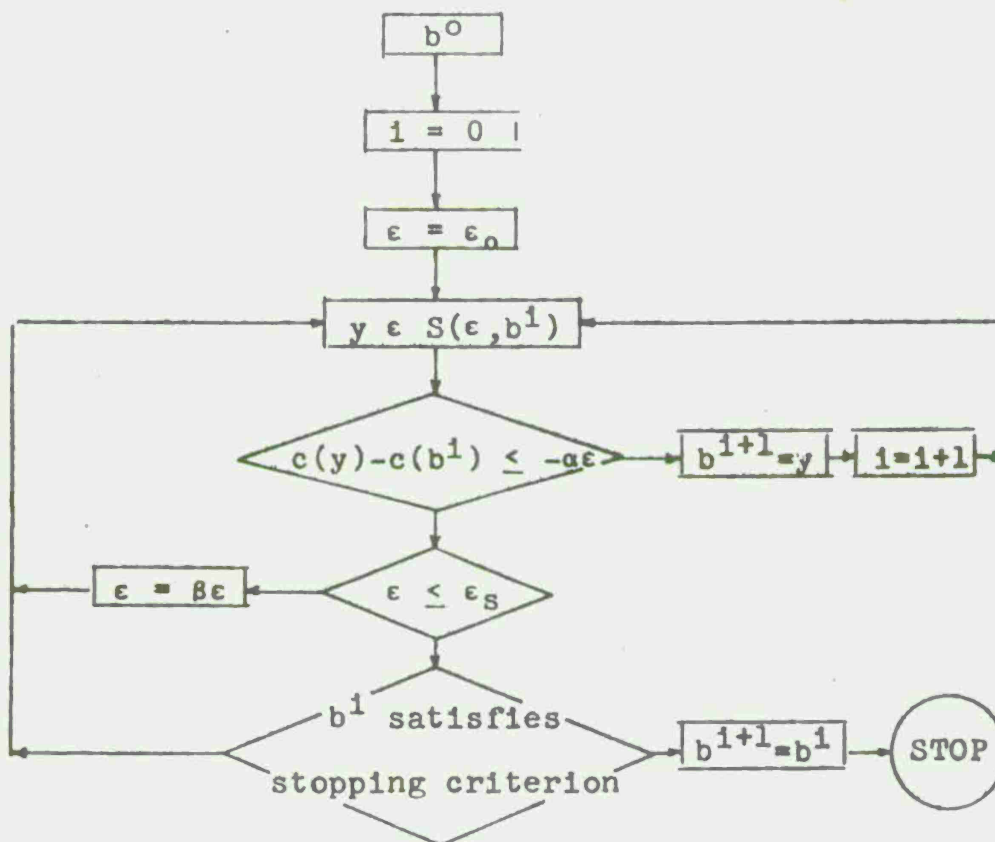 b⁰
i = 0
ε = ε₀
y ε S(ε,bⁱ)
c(y)-c(bⁱ) ≤ -αε
bⁱ⁺¹=y
i=i+1
ε = βε
ε ≤ εₛ
bⁱ satisfies
stopping criterion
bⁱ⁺¹=bⁱ
STOP